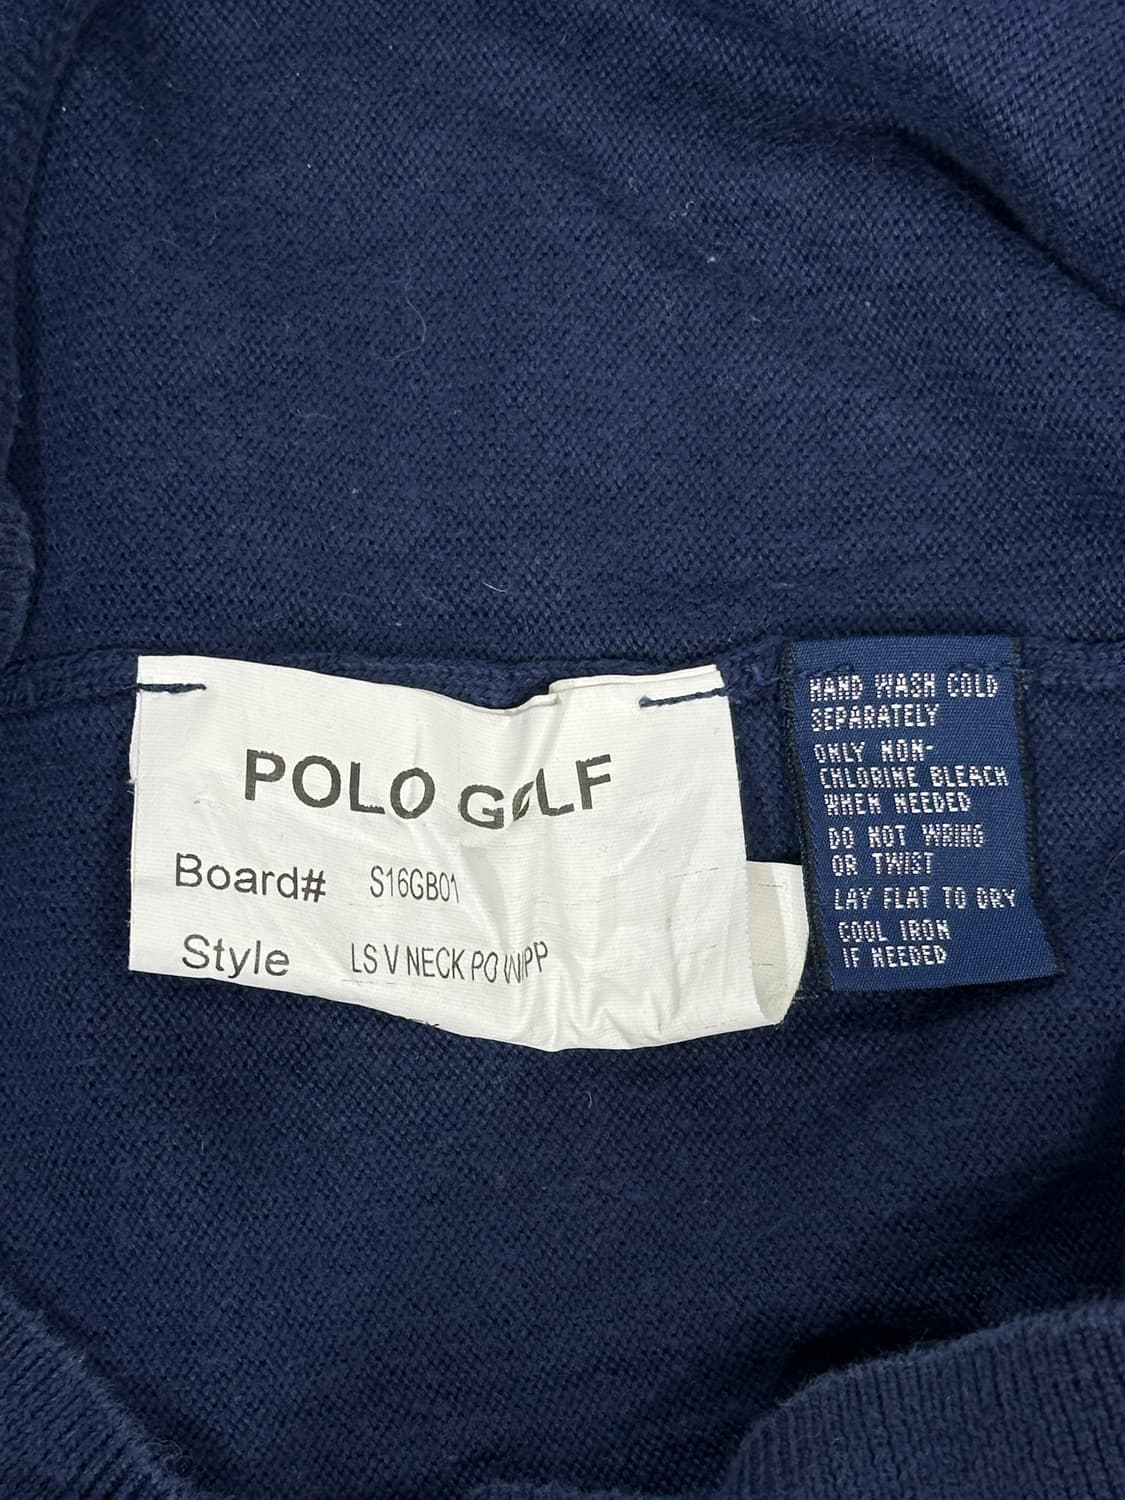 POLO GOLF
Board# S16GB01
Style LS V NECK PO W/PP
HAND WASH COLD
SEPARATELY
ONLY NON-
CHLORINE BLEACH
WHEN NEEDED
DO NOT WRING
OR TWIST
LAY FLAT TO DRY
COOL IRON
IF NEEDED